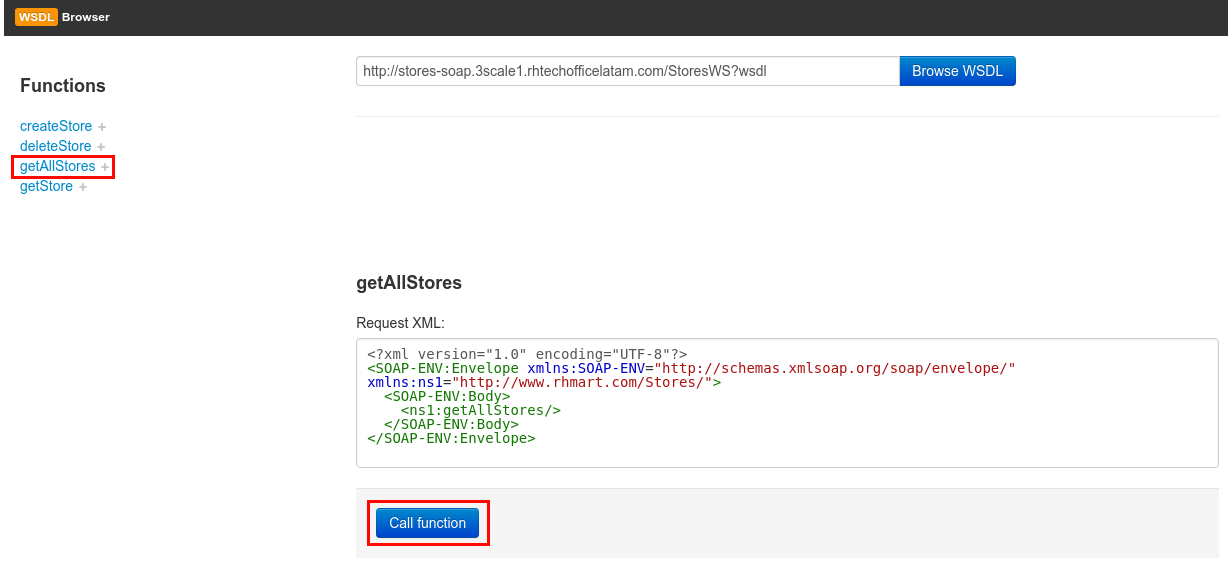 WSDL Browser
Functions
createStore +
deleteStore +
getAllStores +
getStore +
http://stores-soap.3scale1.rhtechofficelatam.com/StoresWS?wsdl Browse WSDL
getAllStores
Request XML:
<?xml version="1.0" encoding="UTF-8"?>
<SOAP-ENV:Envelope xmlns:SOAP-ENV="http://schemas.xmlsoap.org/soap/envelope/"
xmlns:ns1="http://www.rhmart.com/Stores/">
  <SOAP-ENV:Body>
    <ns1:getAllStores/>
  </SOAP-ENV:Body>
</SOAP-ENV:Envelope>
Call function